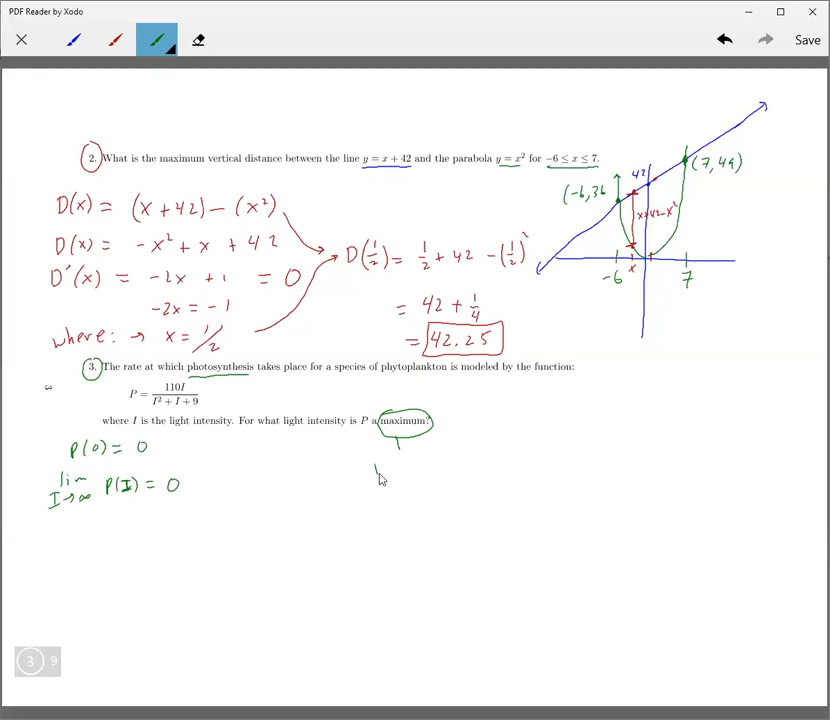 PDF Reader by Xodo
Save
2. What is the maximum vertical distance between the line y = x + 42 and the parabola y = x² for −6 ≤ x ≤ 7.
D(x) = (x + 42) − (x²)
D(x) = -x² + x + 42
D'(x) = -2x + 1 = 0
-2x = -1
where: → x = 1/2
D(1/2) = 1/2 + 42 − (1/2)²
= 42 + 1/4
= 42.25
42
(7,49)
(-6,36
x+42-x²
-6
x
7
3. The rate at which photosynthesis takes place for a species of phytoplankton is modeled by the function:
P = 110I / I² + I + 9
where I is the light intensity. For what light intensity is P a maximum?
P(0) = 0
lim I→∞ P(I) = 0
3
3 9